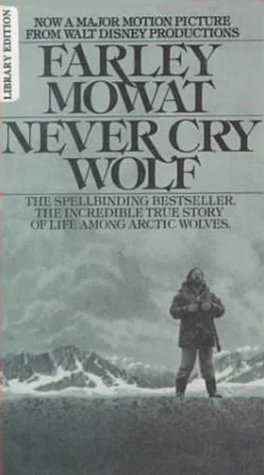 LIBRARY EDITION
NOW A MAJOR MOTION PICTURE
FROM WALT DISNEY PRODUCTIONS
FARLEY
MOWAT
NEVER CRY
WOLF
THE SPELLBINDING BESTSELLER.
THE INCREDIBLE TRUE STORY
OF LIFE AMONG ARCTIC WOLVES.